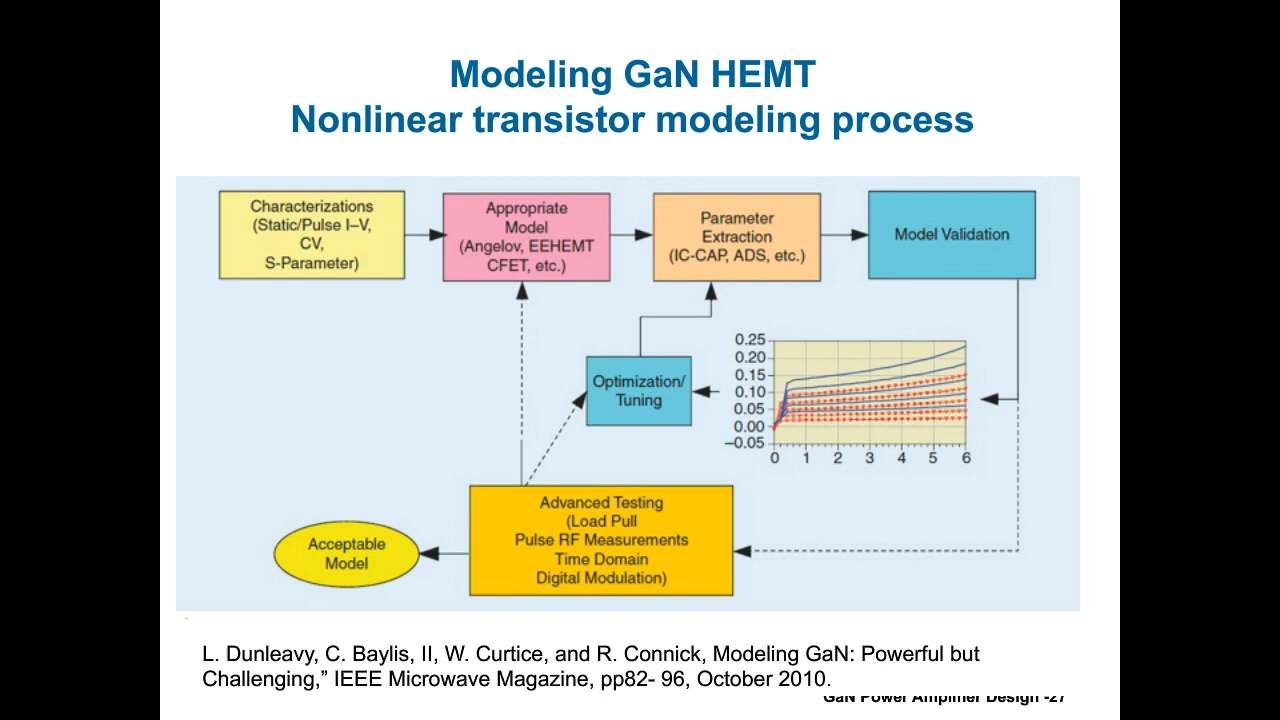 Modeling GaN HEMT
Nonlinear transistor modeling process
Characterizations
(Static/Pulse I–V,
CV,
S-Parameter)
Appropriate
Model
(Angelov, EEHEMT
CFET, etc.)
Parameter
Extraction
(IC-CAP, ADS, etc.)
Model Validation
Optimization/
Tuning
0.25
0.20
0.15
0.10
0.05
0.00
–0.05
0 1 2 3 4 5 6
Advanced Testing
(Load Pull
Pulse RF Measurements
Time Domain
Digital Modulation)
Acceptable
Model
L. Dunleavy, C. Baylis, II, W. Curtice, and R. Connick, Modeling GaN: Powerful but
Challenging,” IEEE Microwave Magazine, pp82- 96, October 2010.
GaN Power Amplifier Design -27